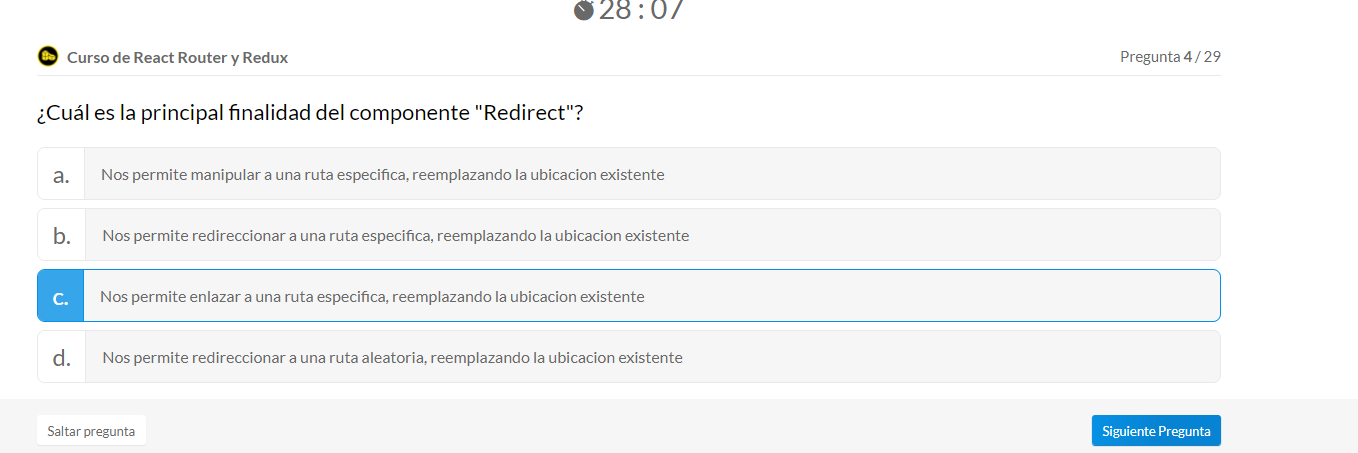 28 : 07
Curso de React Router y Redux
Pregunta 4 / 29
¿Cuál es la principal finalidad del componente "Redirect"?
a. Nos permite manipular a una ruta especifica, reemplazando la ubicacion existente
b. Nos permite redireccionar a una ruta especifica, reemplazando la ubicacion existente
c. Nos permite enlazar a una ruta especifica, reemplazando la ubicacion existente
d. Nos permite redireccionar a una ruta aleatoria, reemplazando la ubicacion existente
Saltar pregunta
Siguiente Pregunta